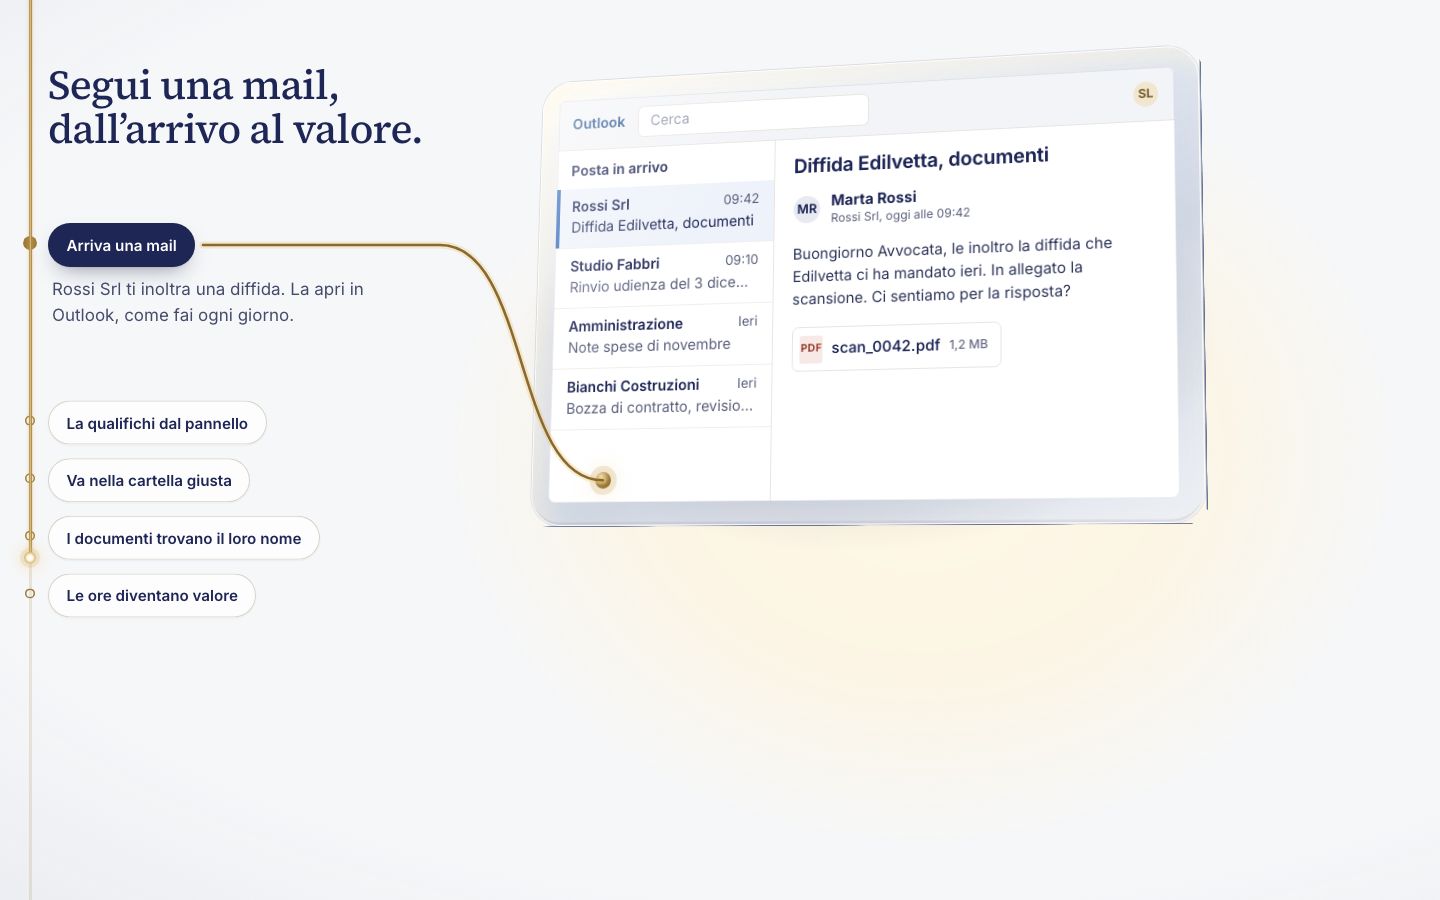 Segui una mail,
dall’arrivo al valore.
Arriva una mail
Rossi Srl ti inoltra una diffida. La apri in
Outlook, come fai ogni giorno.
La qualifichi dal pannello
Va nella cartella giusta
I documenti trovano il loro nome
Le ore diventano valore
Outlook
Cerca
SL
Posta in arrivo
Rossi Srl 09:42
Diffida Edilvetta, documenti
Studio Fabbri 09:10
Rinvio udienza del 3 dice...
Amministrazione Ieri
Note spese di novembre
Bianchi Costruzioni Ieri
Bozza di contratto, revisio...
Diffida Edilvetta, documenti
MR
Marta Rossi
Rossi Srl, oggi alle 09:42
Buongiorno Avvocata, le inoltro la diffida che
Edilvetta ci ha mandato ieri. In allegato la
scansione. Ci sentiamo per la risposta?
PDF scan_0042.pdf 1,2 MB